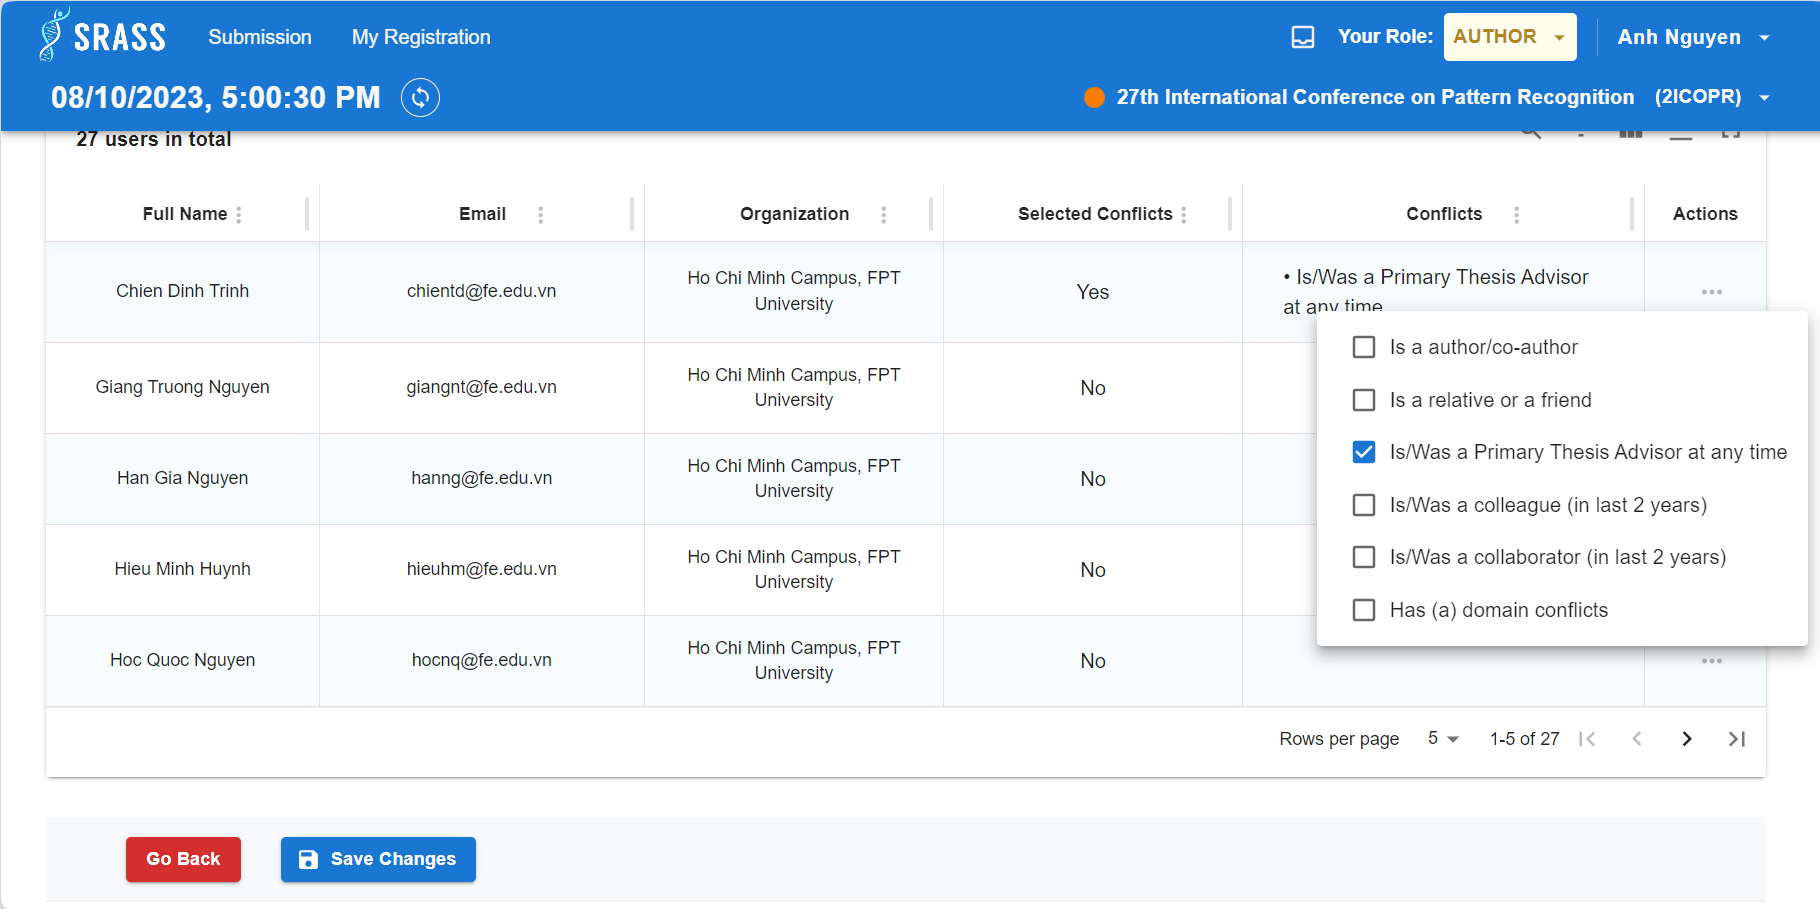 SRASS
Submission
My Registration
Your Role:
AUTHOR
Anh Nguyen
08/10/2023, 5:00:30 PM
27th International Conference on Pattern Recognition (2ICOPR)
27 users in total
Full Name
Email
Organization
Selected Conflicts
Conflicts
Actions
Chien Dinh Trinh
chientd@fe.edu.vn
Ho Chi Minh Campus, FPT
University
Yes
• Is/Was a Primary Thesis Advisor
at any time
Giang Truong Nguyen
giangnt@fe.edu.vn
Ho Chi Minh Campus, FPT
University
No
Han Gia Nguyen
hanng@fe.edu.vn
Ho Chi Minh Campus, FPT
University
No
Hieu Minh Huynh
hieuhm@fe.edu.vn
Ho Chi Minh Campus, FPT
University
No
Hoc Quoc Nguyen
hocnq@fe.edu.vn
Ho Chi Minh Campus, FPT
University
No
Is a author/co-author
Is a relative or a friend
Is/Was a Primary Thesis Advisor at any time
Is/Was a colleague (in last 2 years)
Is/Was a collaborator (in last 2 years)
Has (a) domain conflicts
Rows per page
5
1-5 of 27
Go Back
Save Changes